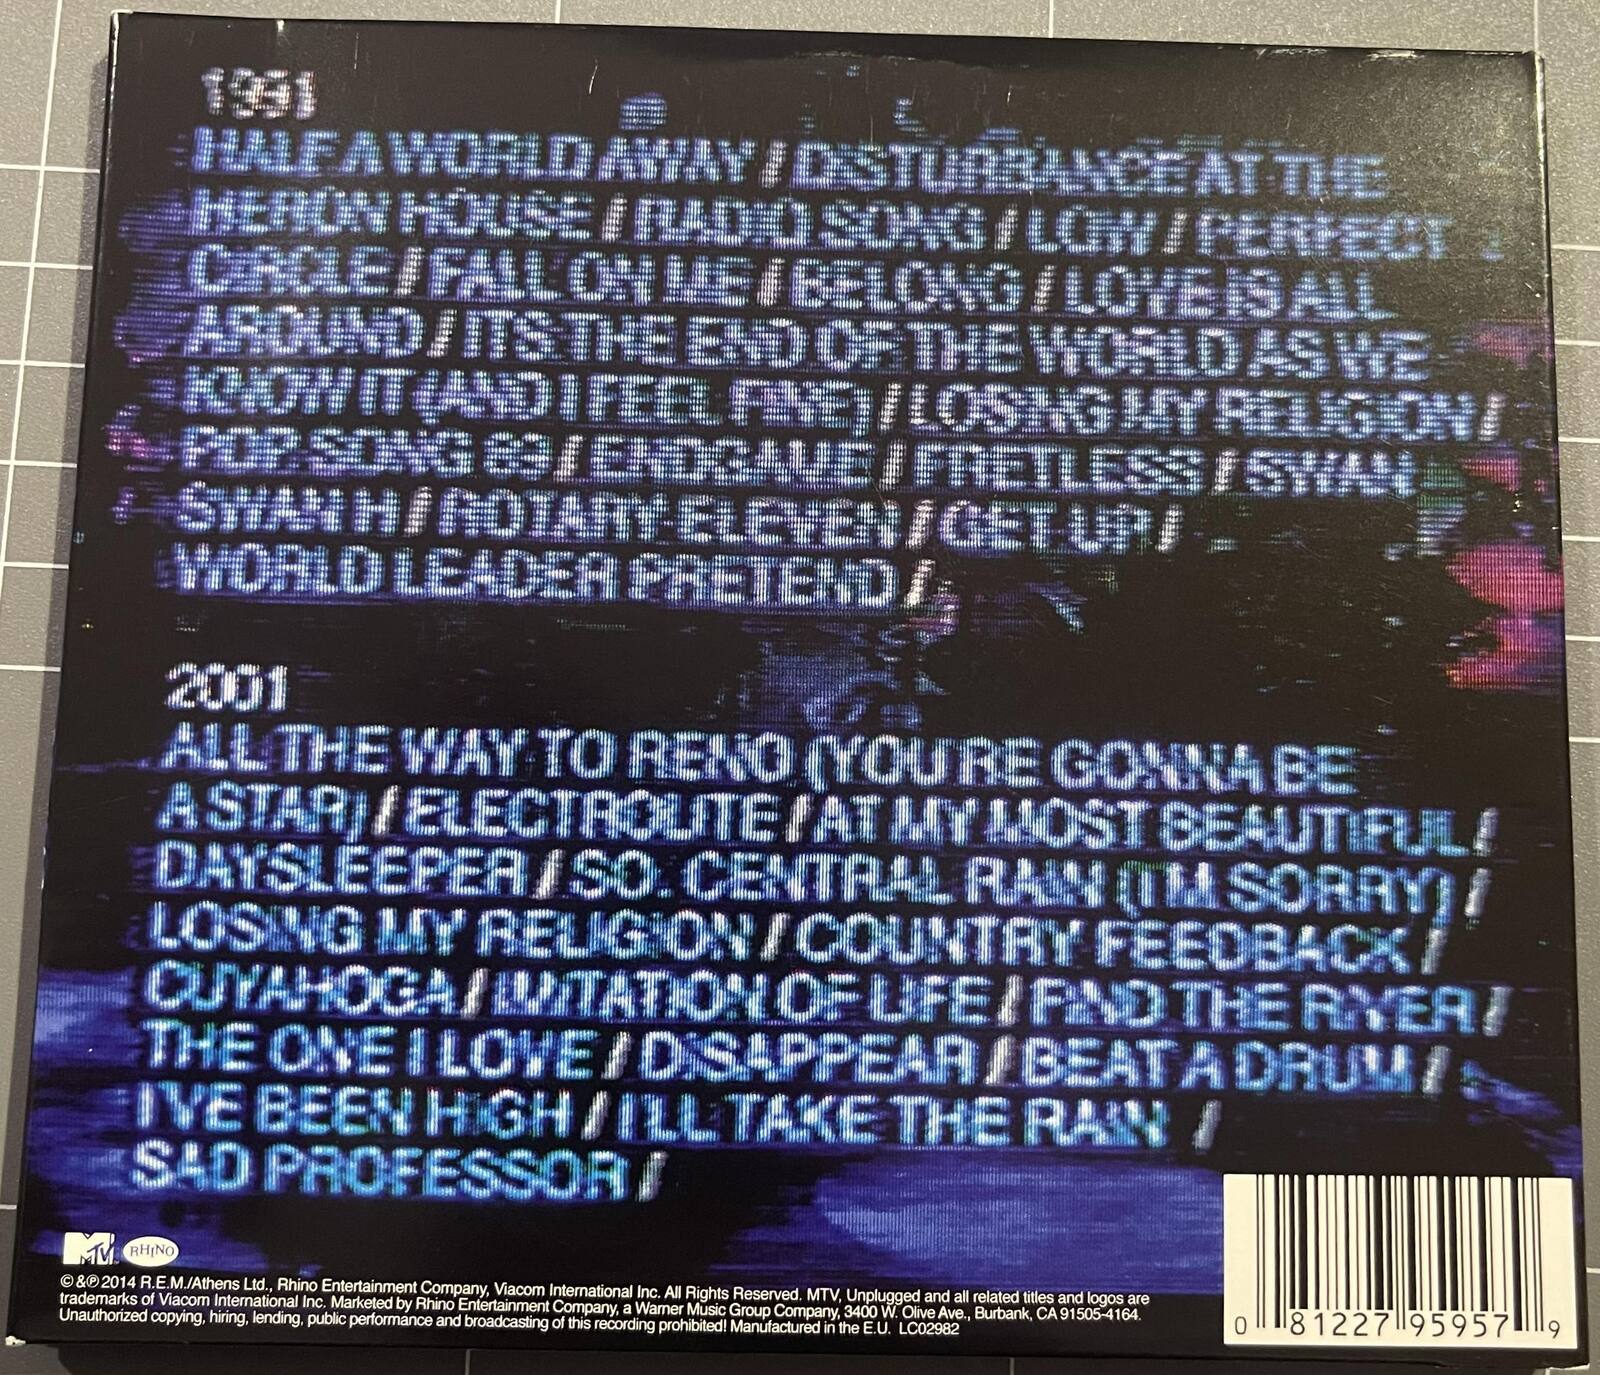 1991
HALF A WORLD AWAY / DISTURBANCE AT THE
HERON HOUSE / RADIO SONG / LOW / PERFECT
CIRCLE / FALL ON ME / BELONG / LOVE IS ALL
AROUND / IT'S THE END OF THE WORLD AS WE
KNOW IT (AND I FEEL FINE) / LOSING MY RELIGION /
POP SONG 89 / ENDGAME / FRETLESS / SWAN
SWAN H / ROTARY ELEVEN / GET UP /
WORLD LEADER PRETEND /
2001
ALL THE WAY TO RENO (YOU'RE GONNA BE
A STAR) / ELECTROLITE / AT MY MOST BEAUTIFUL /
DAYSLEEPER / SO. CENTRAL RAIN (I'M SORRY) /
LOSING MY RELIGION / COUNTRY FEEDBACK /
CUYAHOGA / IMITATION OF LIFE / FIND THE RIVER /
THE ONE I LOVE / DISAPPEAR / BEAT A DRUM /
I'VE BEEN HIGH / I'LL TAKE THE RAIN /
SAD PROFESSOR /
MTV RHINO
© & ℗ 2014 R.E.M./Athens Ltd., Rhino Entertainment Company, Viacom International Inc. All Rights Reserved. MTV, Unplugged and all related titles and logos are
trademarks of Viacom International Inc. Marketed by Rhino Entertainment Company, a Warner Music Group Company, 3400 W. Olive Ave., Burbank, CA 91505-4164.
Unauthorized copying, hiring, lending, public performance and broadcasting of this recording prohibited! Manufactured in the E.U. LC02982
0 81227 95957 9